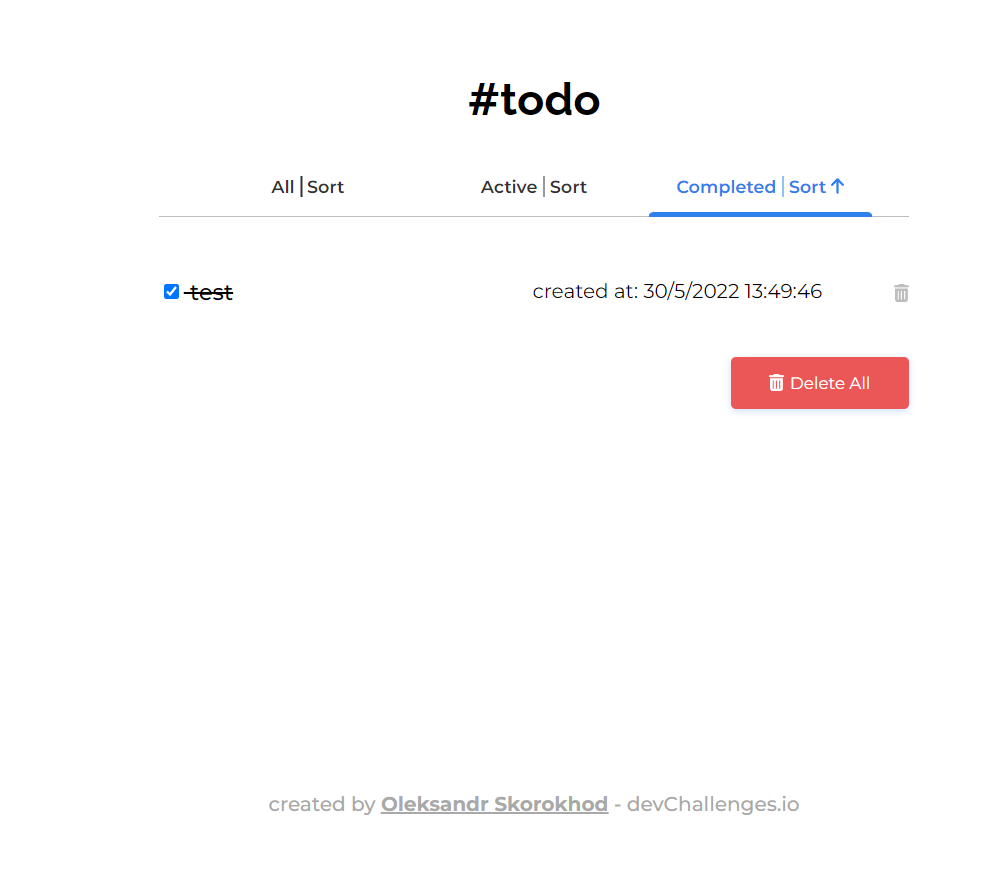 #todo
All | Sort Active | Sort Completed | Sort ↑
test created at: 30/5/2022 13:49:46
Delete All
created by Oleksandr Skorokhod - devChallenges.io